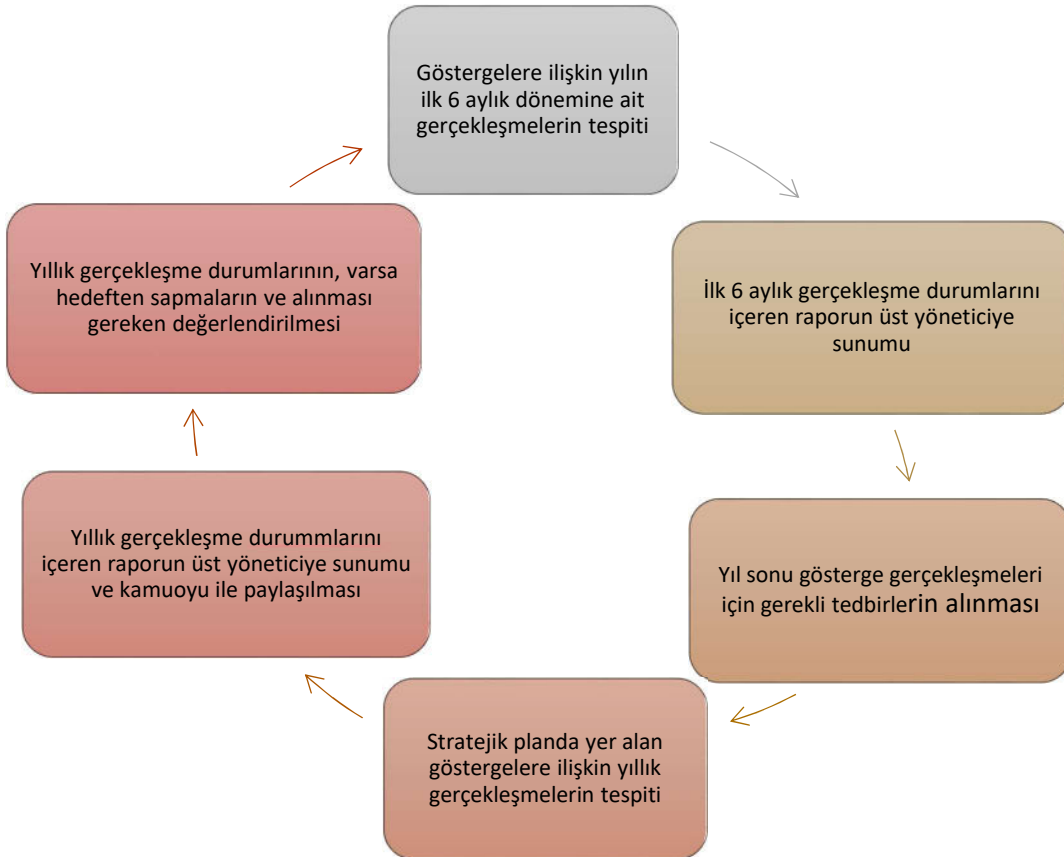 Göstergelere ilişkin yılın
ilk 6 aylık dönemine ait
gerçekleşmelerin tespiti
İlk 6 aylık gerçekleşme durumlarını
içeren raporun üst yöneticiye
sunumu
Yıl sonu gösterge gerçekleşmeleri
için gerekli tedbirlerin alınması
Stratejik planda yer alan
göstergelere ilişkin yıllık
gerçekleşmelerin tespiti
Yıllık gerçekleşme durummlarını
içeren raporun üst yöneticiye sunumu
ve kamuoyu ile paylaşılması
Yıllık gerçekleşme durumlarının, varsa
hedeften sapmaların ve alınması
gereken değerlendirilmesi